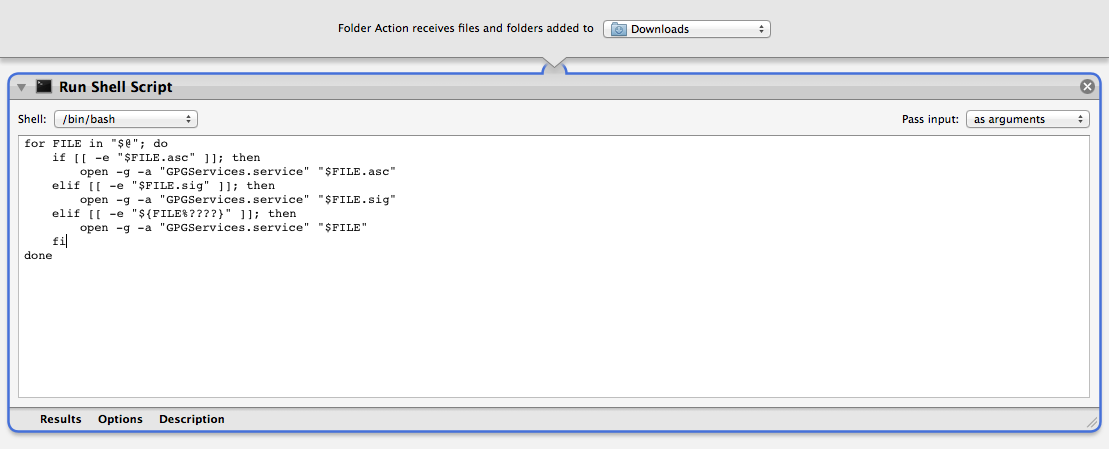 Folder Action receives files and folders added to Downloads
Run Shell Script
Shell: /bin/bash Pass input: as arguments
for FILE in "$@"; do
    if [[ -e "$FILE.asc" ]]; then
        open -g -a "GPGServices.service" "$FILE.asc"
    elif [[ -e "$FILE.sig" ]]; then
        open -g -a "GPGServices.service" "$FILE.sig"
    elif [[ -e "${FILE%????}" ]]; then
        open -g -a "GPGServices.service" "$FILE"
    fi
done
Results Options Description